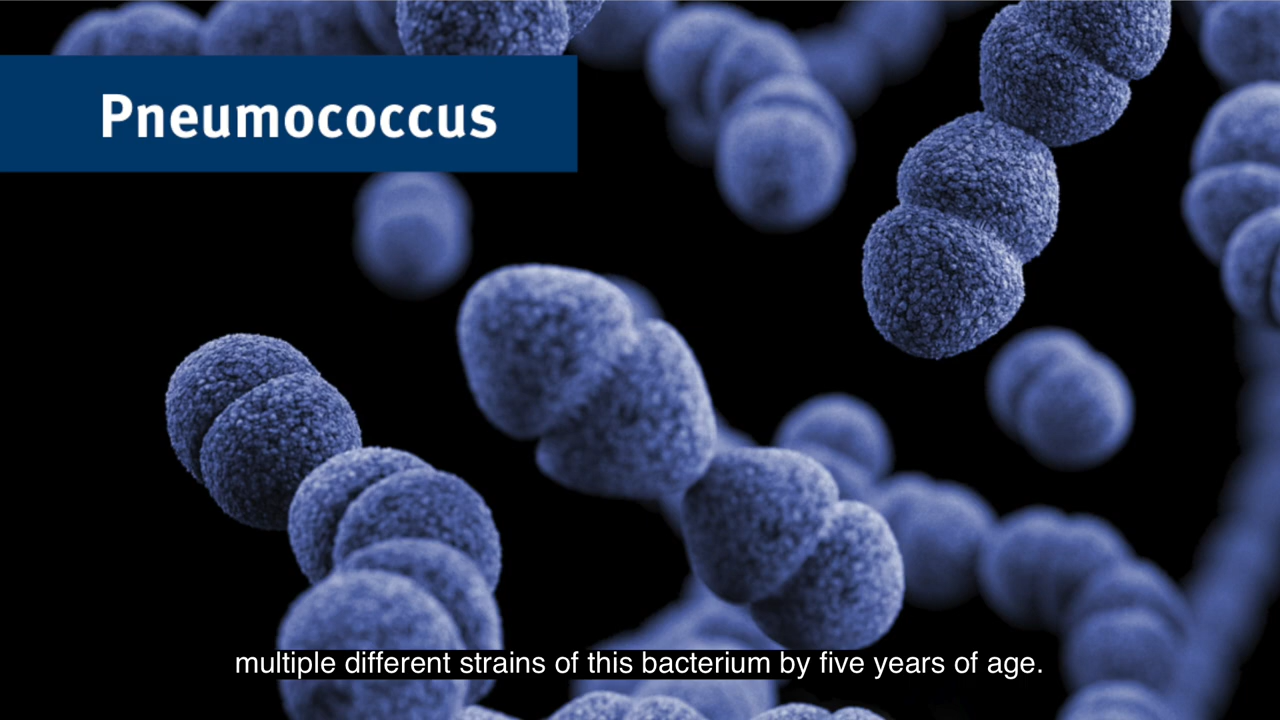 Pneumococcus
multiple different strains of this bacterium by five years of age.